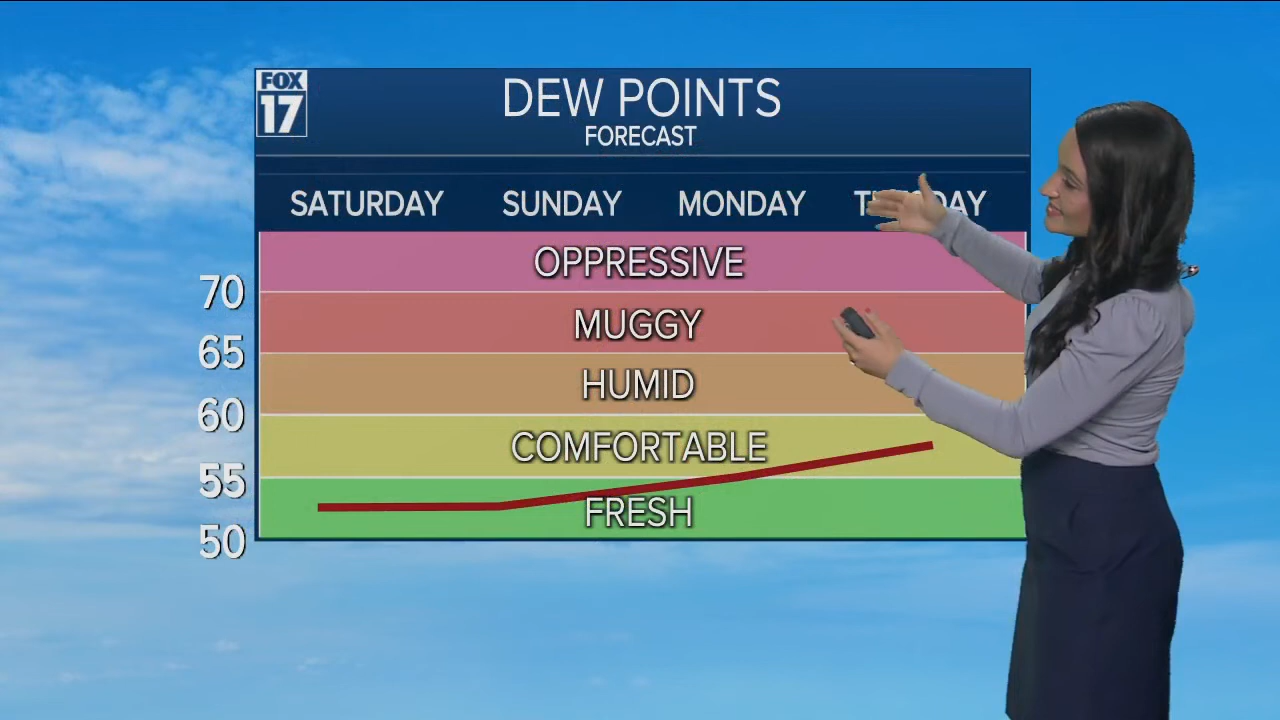 FOX
17
DEW POINTS
FORECAST
SATURDAY SUNDAY MONDAY
OPPRESSIVE
70
MUGGY
65
HUMID
60
COMFORTABLE
55
FRESH
50